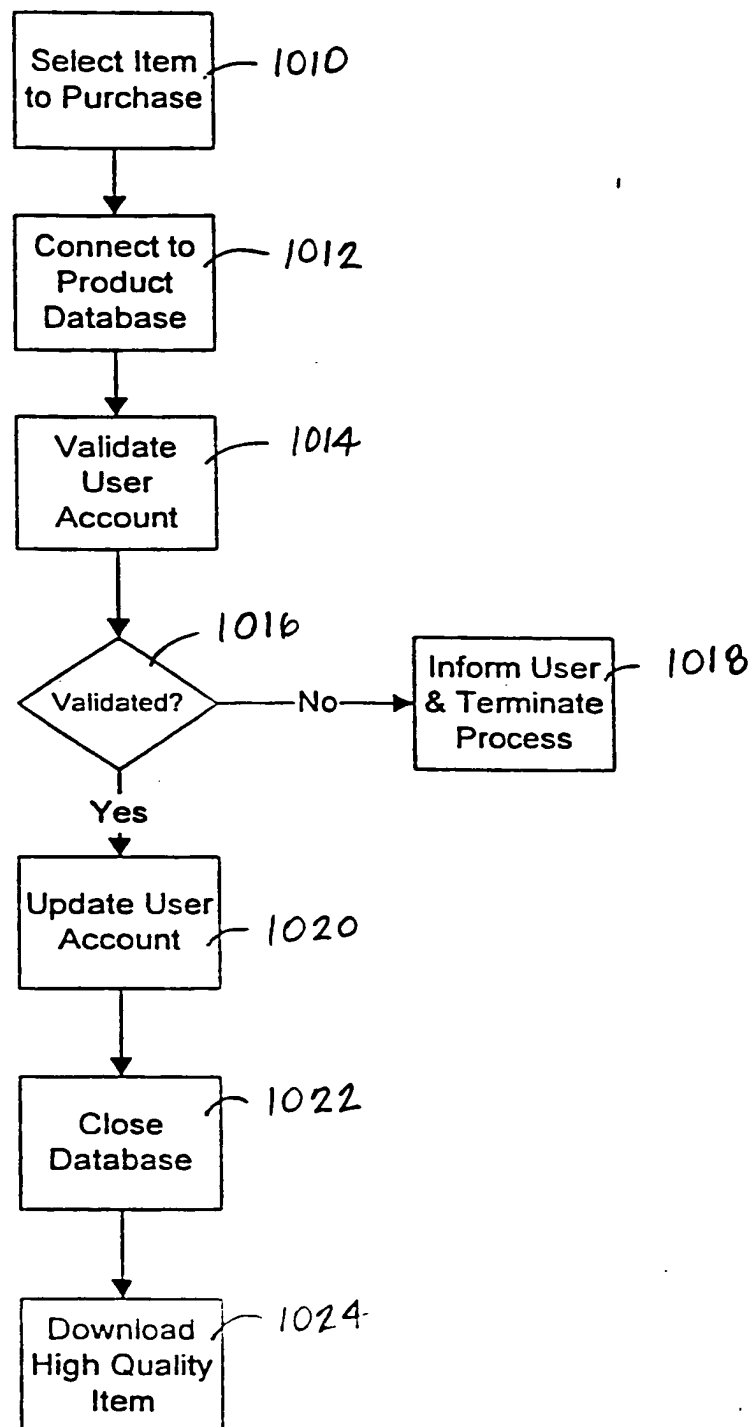 Select Item
to Purchase
1010
Connect to
Product
Database
1012
Validate
User
Account
1014
Validated?
1016
No
Inform User
& Terminate
Process
1018
Yes
Update User
Account
1020
Close
Database
1022
Download
High Quality
Item
1024